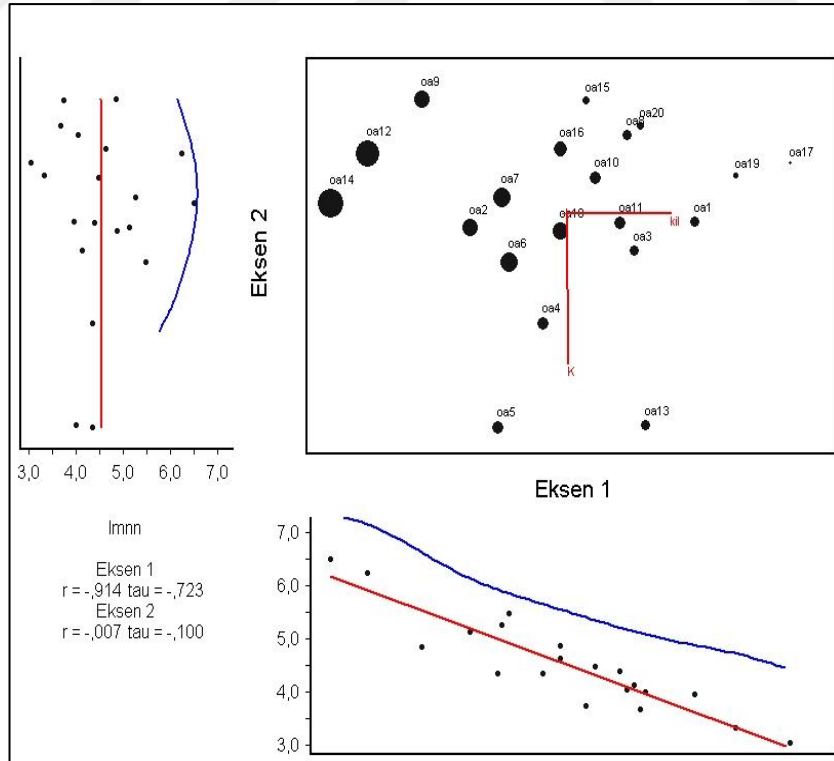 oa9
oa15
oa20
oa8
oa12
oa16
oa17
oa19
oa10
oa14
oa7
oa2
oa18
oa11
kil
oa1
oa6
oa3
oa4
K
oa5
oa13
Eksen 2
3,0 4,0 5,0 6,0 7,0
Eksen 1
lmnn
Eksen 1
r = -,914 tau = -,723
Eksen 2
r = -,007 tau = -,100
7,0
6,0
5,0
4,0
3,0